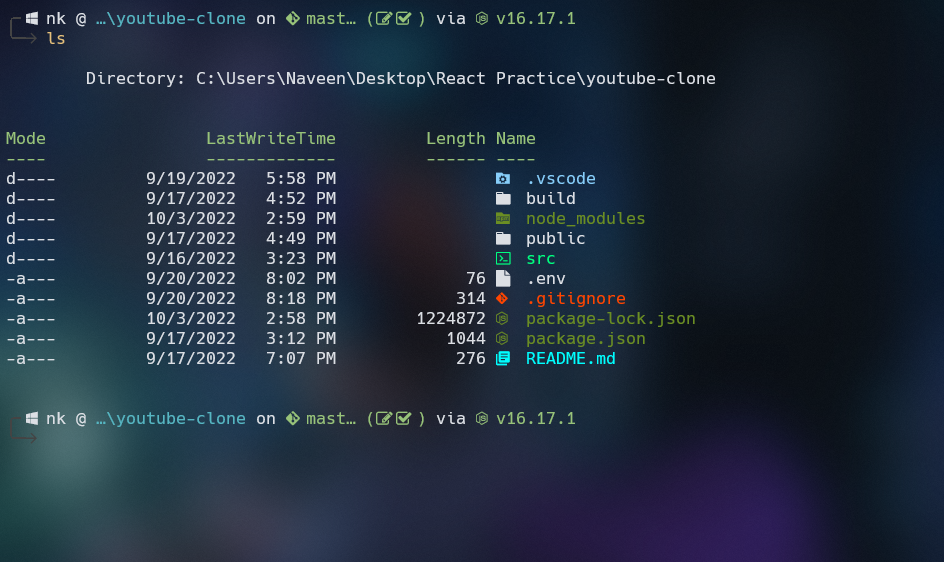 nk @ …\youtube-clone on mast… ( ) via v16.17.1
ls
Directory: C:\Users\Naveen\Desktop\React Practice\youtube-clone
Mode LastWriteTime Length Name
---- ------------- ------ ----
d---- 9/19/2022 5:58 PM .vscode
d---- 9/17/2022 4:52 PM build
d---- 10/3/2022 2:59 PM node_modules
d---- 9/17/2022 4:49 PM public
d---- 9/16/2022 3:23 PM src
-a--- 9/20/2022 8:02 PM 76 .env
-a--- 9/20/2022 8:18 PM 314 .gitignore
-a--- 10/3/2022 2:58 PM 1224872 package-lock.json
-a--- 9/17/2022 3:12 PM 1044 package.json
-a--- 9/17/2022 7:07 PM 276 README.md
nk @ …\youtube-clone on mast… ( ) via v16.17.1